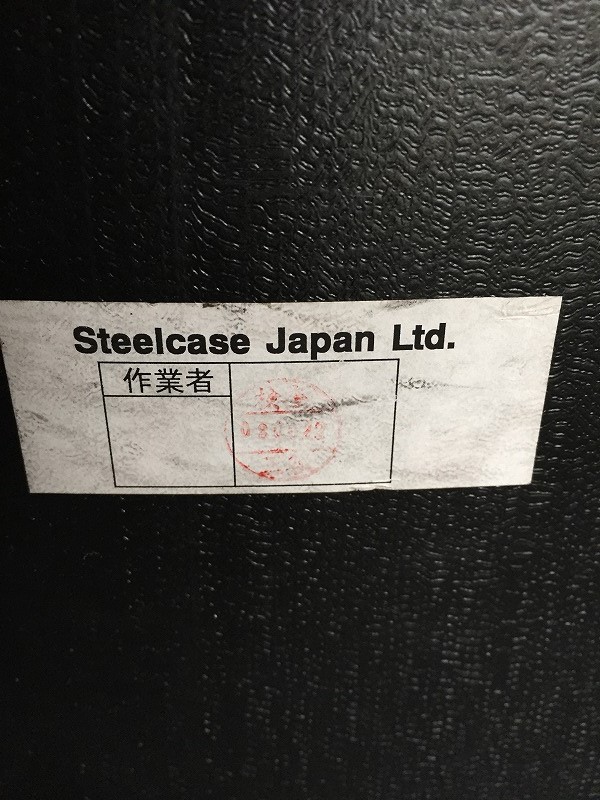 Steelcase Japan Ltd.
作業者